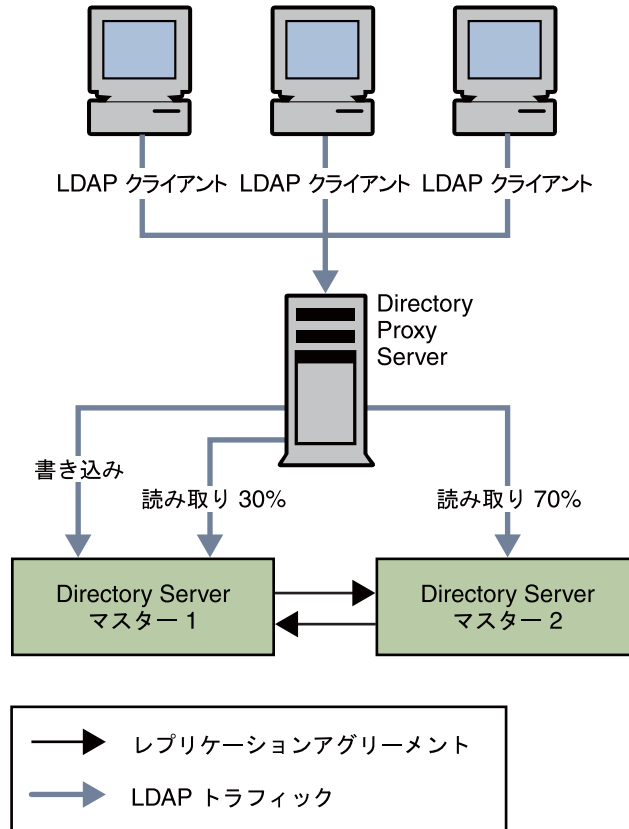 LDAP クライアント LDAP クライアント LDAP クライアント
Directory
Proxy
Server
書き込み
読み取り 30%
読み取り 70%
Directory Server
マスター 1
Directory Server
マスター 2
レプリケーションアグリーメント
LDAP トラフィック